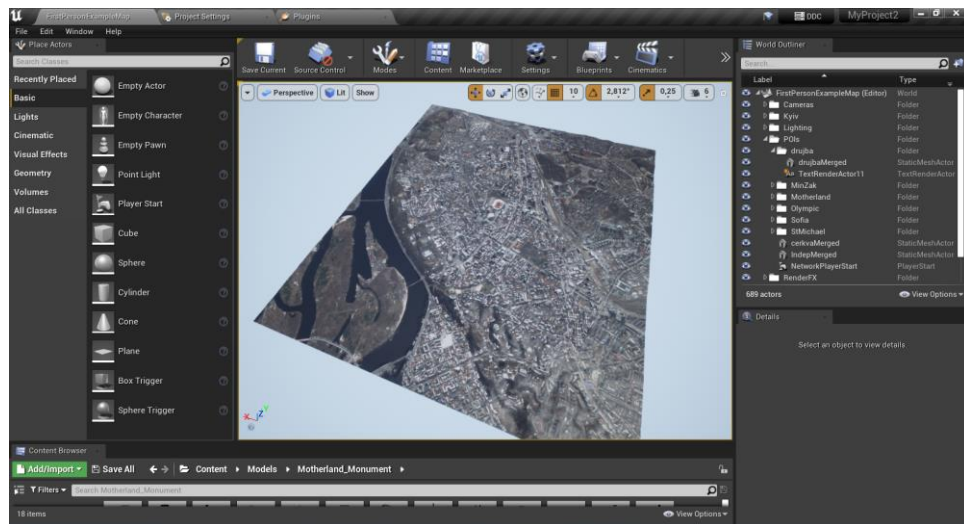 FirstPersonExampleMap Project Settings Plugins DDC MyProject2
File Edit Window Help
Place Actors
Search Classes
Recently Placed
Basic
Lights
Cinematic
Visual Effects
Geometry
Volumes
All Classes
Empty Actor
Empty Character
Empty Pawn
Point Light
Player Start
Cube
Sphere
Cylinder
Cone
Plane
Box Trigger
Sphere Trigger
Save Current Source Control Modes Content Marketplace Settings Blueprints Cinematics
Perspective Lit Show 10 2,812° 0,25 6
X Z Y
World Outliner
Search...
Label Type
FirstPersonExampleMap (Editor) World
Cameras Folder
Kyiv Folder
Lighting Folder
POIs Folder
drujba Folder
drujbaMerged StaticMeshActor
TextRenderActor11 TextRenderActor
MinZak Folder
Motherland Folder
Olympic Folder
Sofia Folder
StMichael Folder
cerkvaMerged StaticMeshActor
IndepMerged StaticMeshActor
NetworkPlayerStart PlayerStart
RenderFX Folder
689 actors View Options
Details
Select an object to view details
Content Browser
Add/Import Save All Content Models Motherland_Monument
Filters Search Motherland_Monument
18 items View Options